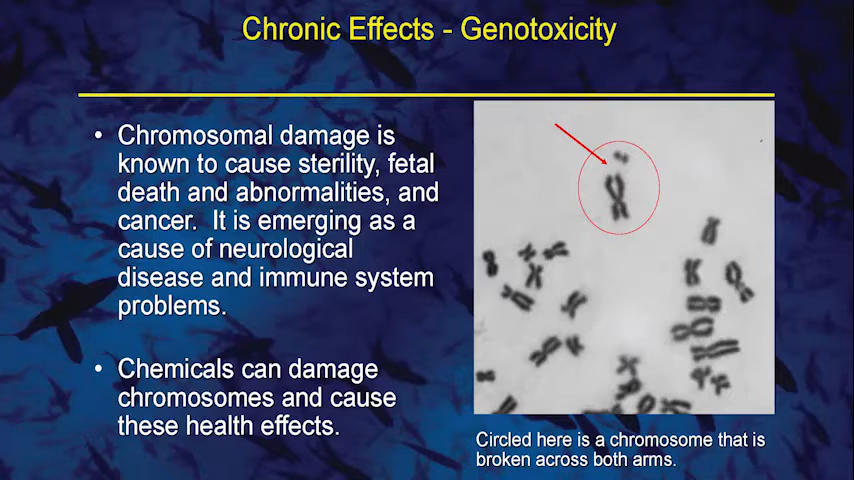 Chronic Effects - Genotoxicity
• Chromosomal damage is
known to cause sterility, fetal
death and abnormalities, and
cancer.  It is emerging as a
cause of neurological
disease and immune system
problems.
• Chemicals can damage
chromosomes and cause
these health effects.
Circled here is a chromosome that is
broken across both arms.